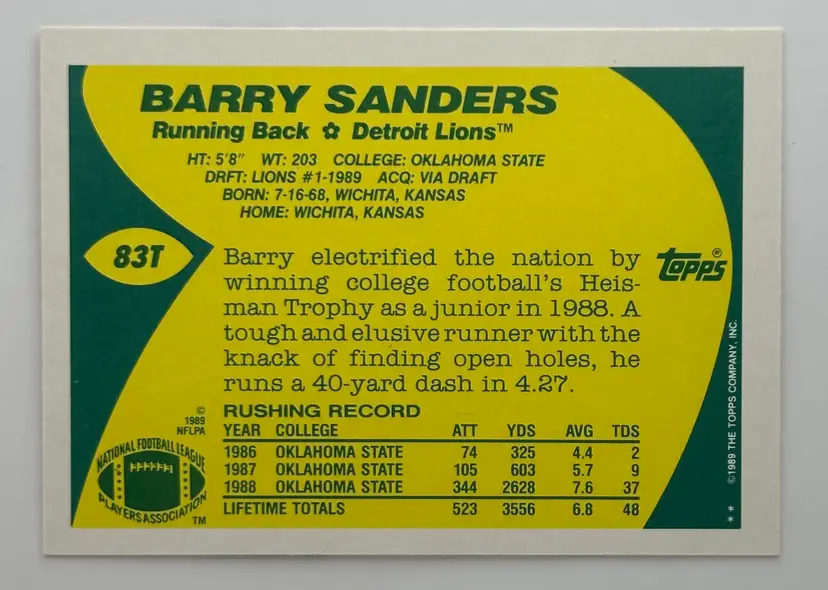 BARRY SANDERS
Running Back ✿ Detroit Lions™
HT: 5'8" WT: 203 COLLEGE: OKLAHOMA STATE
DRFT: LIONS #1-1989 ACQ: VIA DRAFT
BORN: 7-16-68, WICHITA, KANSAS
HOME: WICHITA, KANSAS
83T
Barry electrified the nation by
winning college football's Heis-
man Trophy as a junior in 1988. A
tough and elusive runner with the
knack of finding open holes, he
runs a 40-yard dash in 4.27.
topps®
RUSHING RECORD
YEAR COLLEGE ATT YDS AVG TDS
1986 OKLAHOMA STATE 74 325 4.4 2
1987 OKLAHOMA STATE 105 603 5.7 9
1988 OKLAHOMA STATE 344 2628 7.6 37
LIFETIME TOTALS 523 3556 6.8 48
©
1989
NFLPA
NATIONAL FOOTBALL LEAGUE
PLAYERS ASSOCIATION
TM
©1989 THE TOPPS COMPANY, INC.
* *